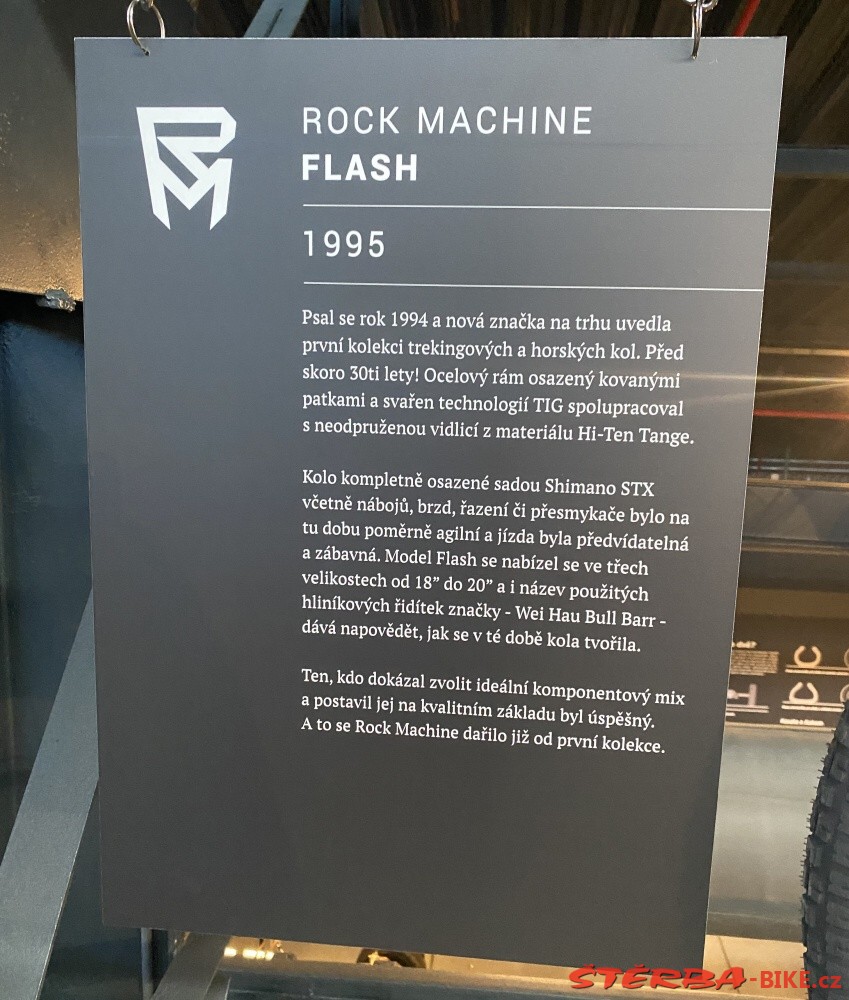 RM
ROCK MACHINE
FLASH
1995
Psal se rok 1994 a nová značka na trhu uvedla
první kolekci trekingových a horských kol. Před
skoro 30ti lety! Ocelový rám osazený kovanými
patkami a svařen technologií TIG spolupracoval
s neodpruženou vidlicí z materiálu Hi-Ten Tange.
Kolo kompletně osazené sadou Shimano STX
včetně nábojů, brzd, řazení či přesmykače bylo na
tu dobu poměrně agilní a jízda byla předvídatelná
a zábavná. Model Flash se nabízel se ve třech
velikostech od 18” do 20” a i název použitých
hliníkových řidítek značky - Wei Hau Bull Barr -
dává napovědět, jak se v té době kola tvořila.
Ten, kdo dokázal zvolit ideální komponentový mix
a postavil jej na kvalitním základu byl úspěšný.
A to se Rock Machine dařilo již od první kolekce.
ŠTĚRBA-BIKE.cz